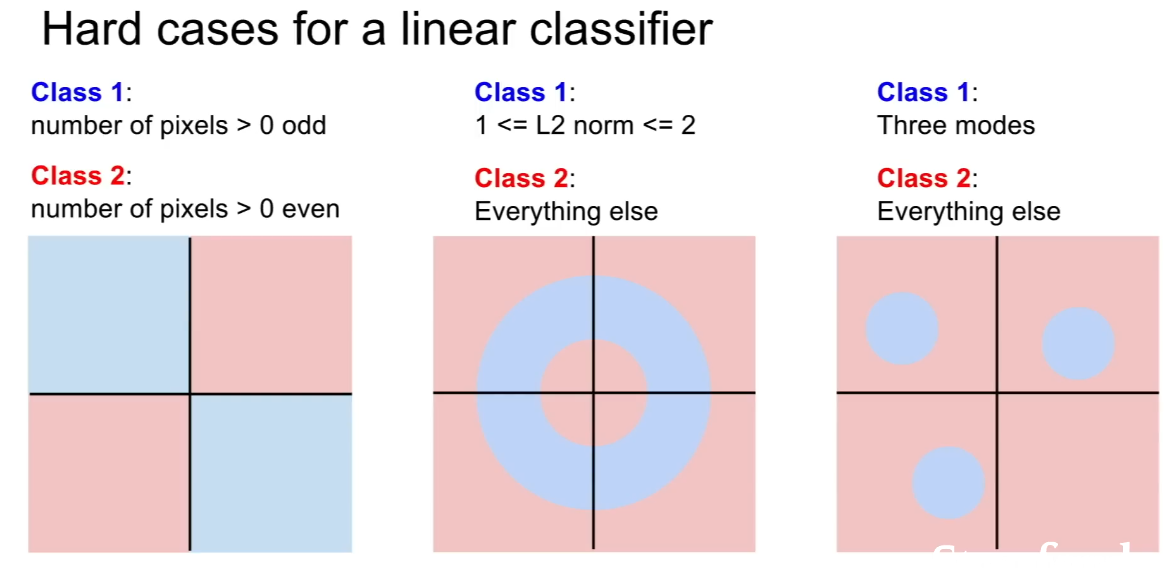 Hard cases for a linear classifier
Class 1:
number of pixels > 0 odd
Class 2:
number of pixels > 0 even
Class 1:
1 <= L2 norm <= 2
Class 2:
Everything else
Class 1:
Three modes
Class 2:
Everything else